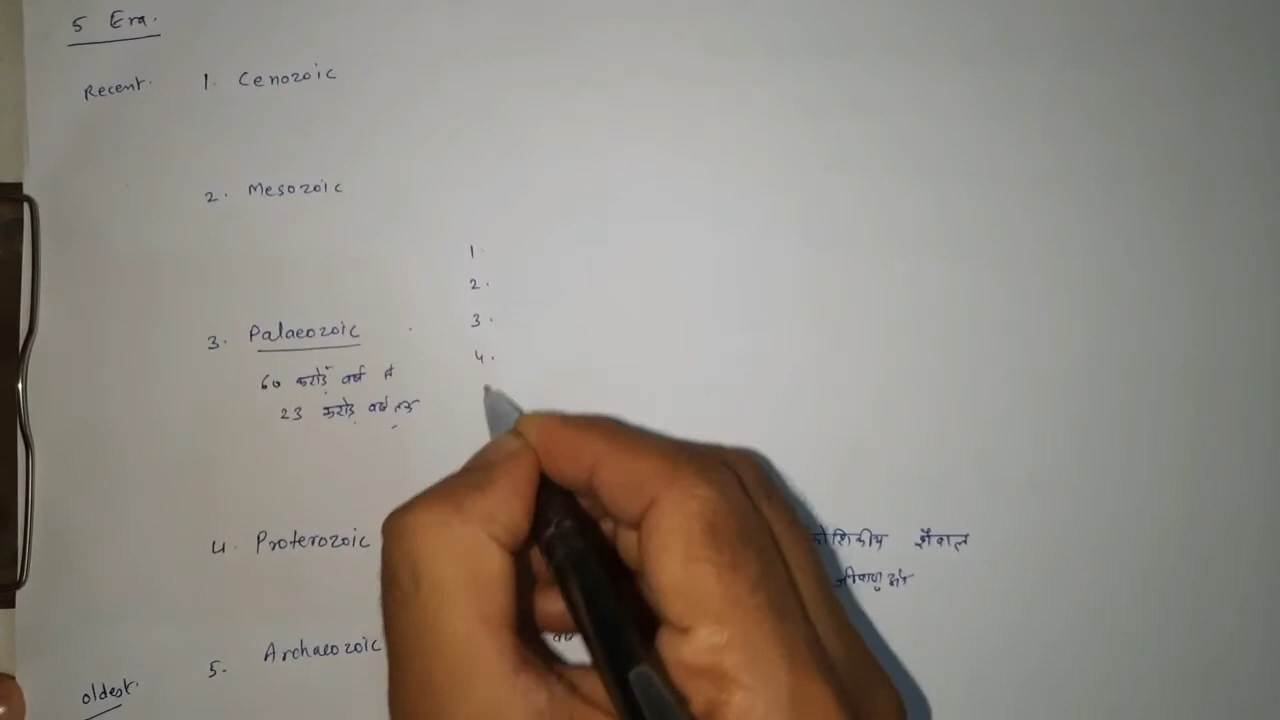 5 Era.
Recent. 1. Cenozoic
2. Mesozoic
1.
2.
3. Palaeozoic 3.
4.
60 करोड़ वर्ष से
23 करोड़ वर्ष तक
4. Proterozoic कोशिकीय शैवाल
जीवाणुओं
5. Archaeozoic
oldest.